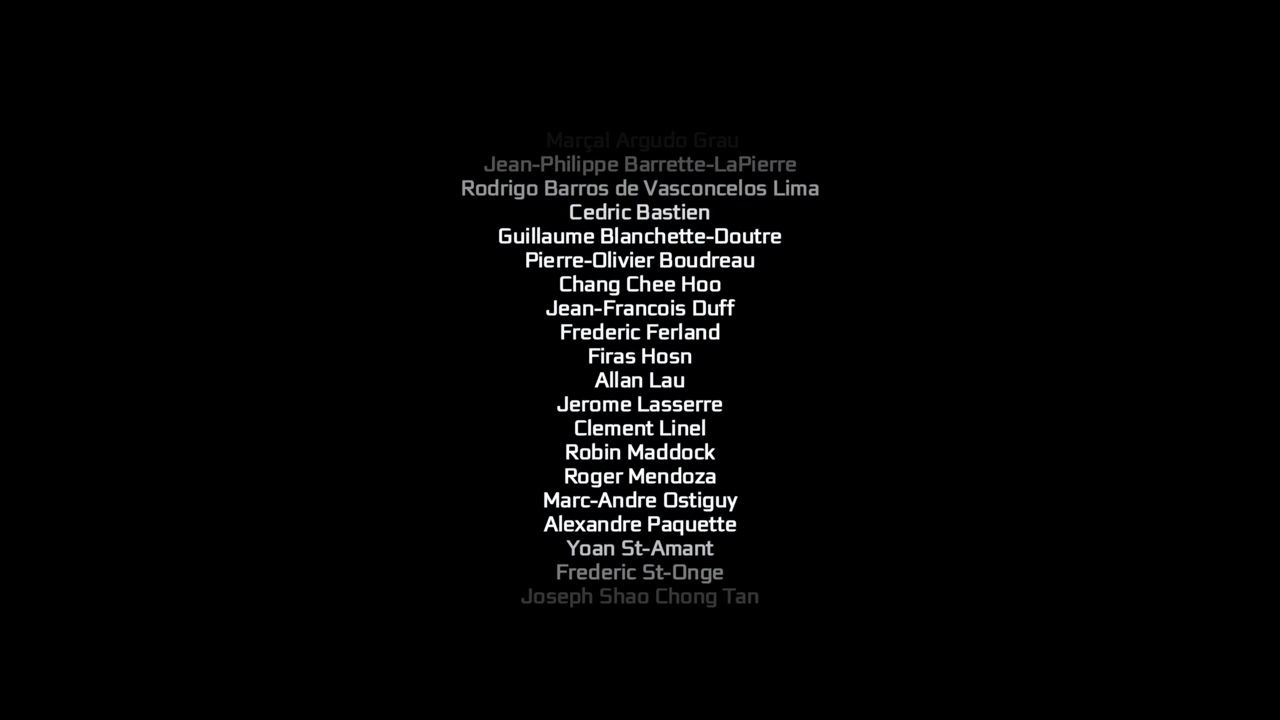 Marçal Argudo Grau
Jean-Philippe Barrette-LaPierre
Rodrigo Barros de Vasconcelos Lima
Cedric Bastien
Guillaume Blanchette-Doutre
Pierre-Olivier Boudreau
Chang Chee Hoo
Jean-Francois Duff
Frederic Ferland
Firas Hosn
Allan Lau
Jerome Lasserre
Clement Linel
Robin Maddock
Roger Mendoza
Marc-Andre Ostiguy
Alexandre Paquette
Yoan St-Amant
Frederic St-Onge
Joseph Shao Chong Tan